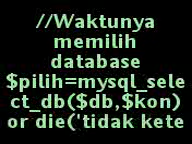 //Waktunya
memilih
database
$pilih=mysql_sele
ct_db($db,$kon)
or die('tidak kete